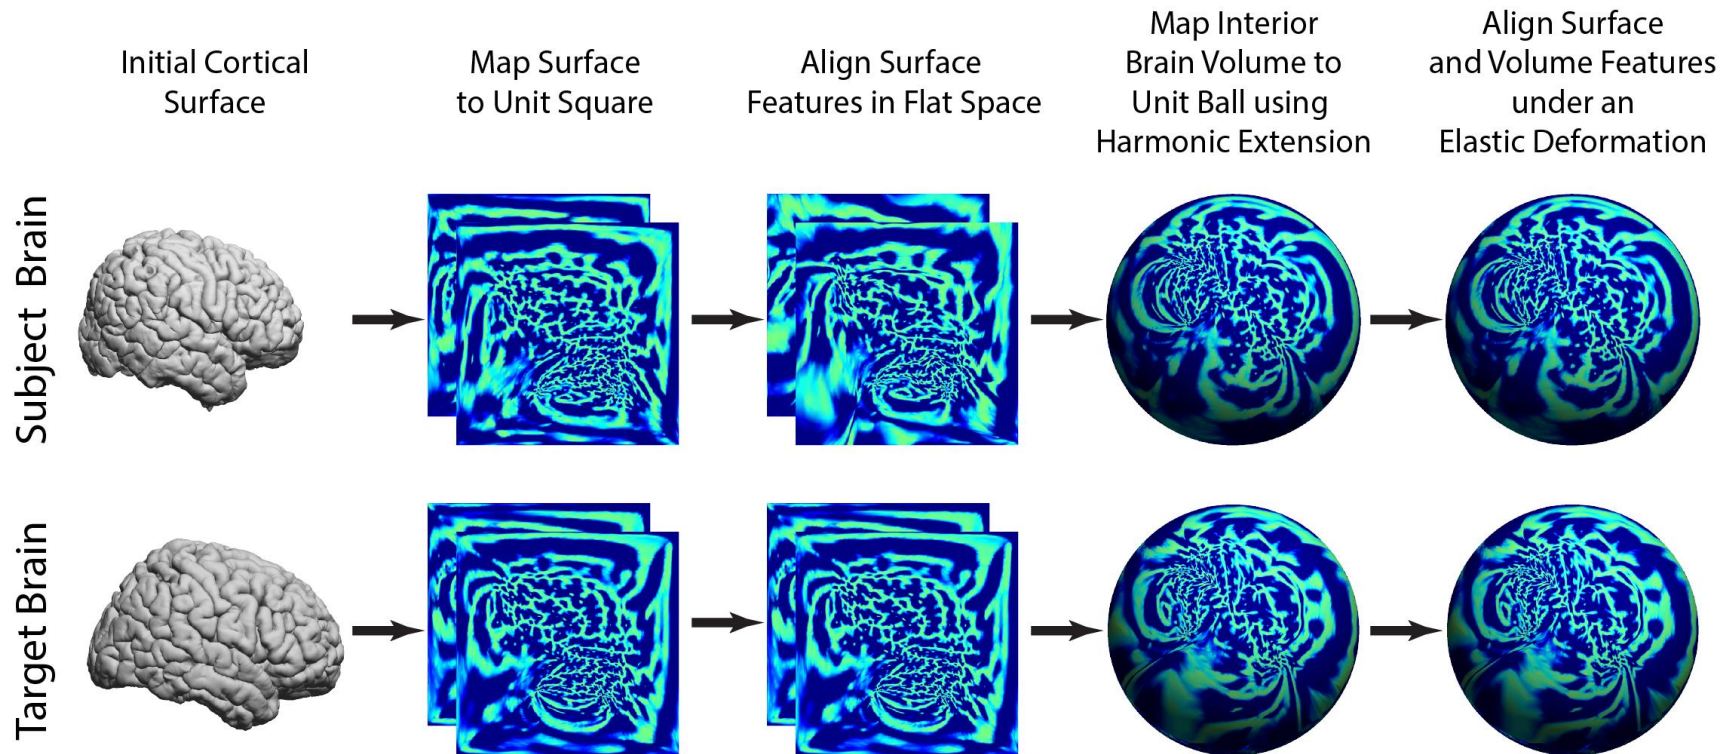 Initial Cortical
Surface
Map Surface
to Unit Square
Align Surface
Features in Flat Space
Map Interior
Brain Volume to
Unit Ball using
Harmonic Extension
Align Surface
and Volume Features
under an
Elastic Deformation
Subject Brain
Target Brain